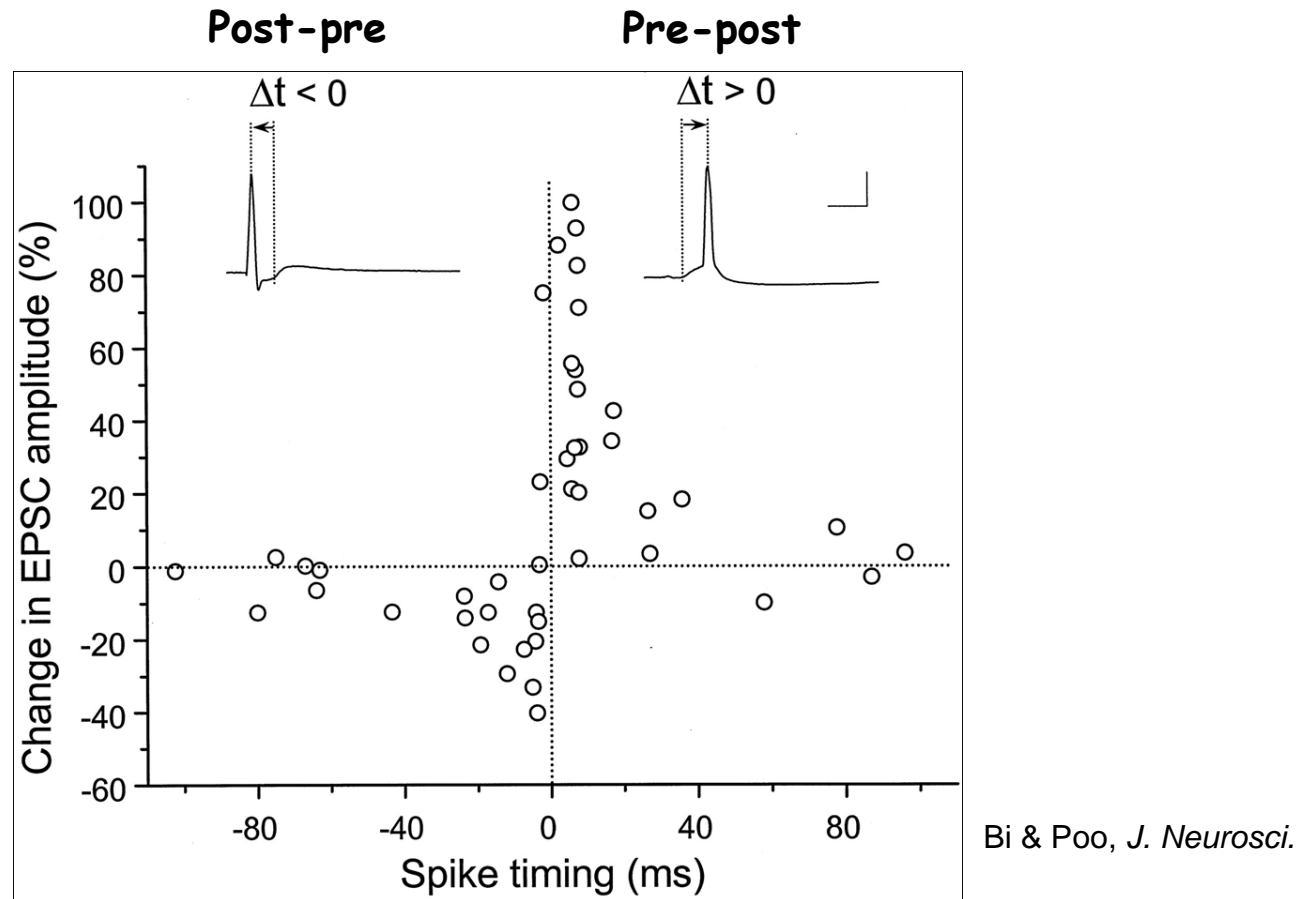 Post-pre
Pre-post
Δt < 0
Δt > 0
Change in EPSC amplitude (%)
100
80
60
40
20
0
-20
-40
-60
-80
-40
0
40
80
Spike timing (ms)
Bi & Poo, J. Neurosci.